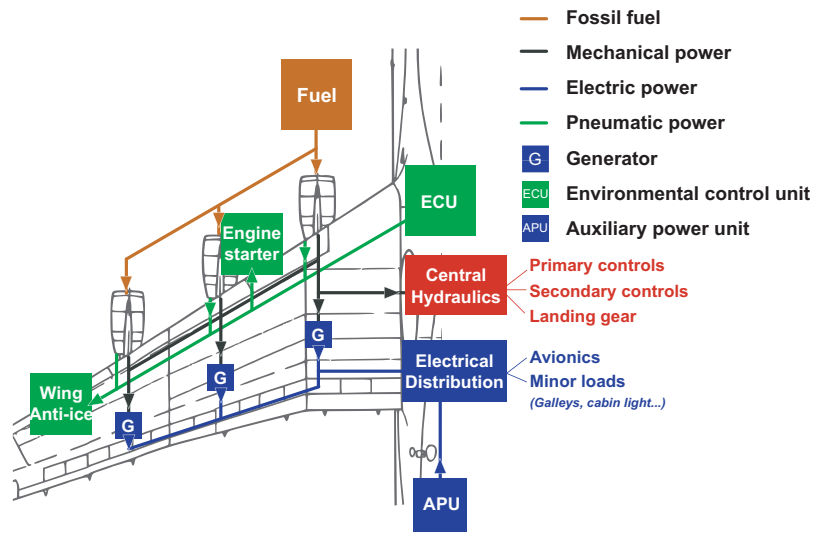 Fossil fuel
Mechanical power
Electric power
Pneumatic power
G Generator
ECU Environmental control unit
APU Auxiliary power unit
Fuel
ECU
Engine
starter
Central
Hydraulics
Primary controls
Secondary controls
Landing gear
G
G
G
Wing
Anti-ice
Electrical
Distribution
Avionics
Minor loads
(Galleys, cabin light...)
APU